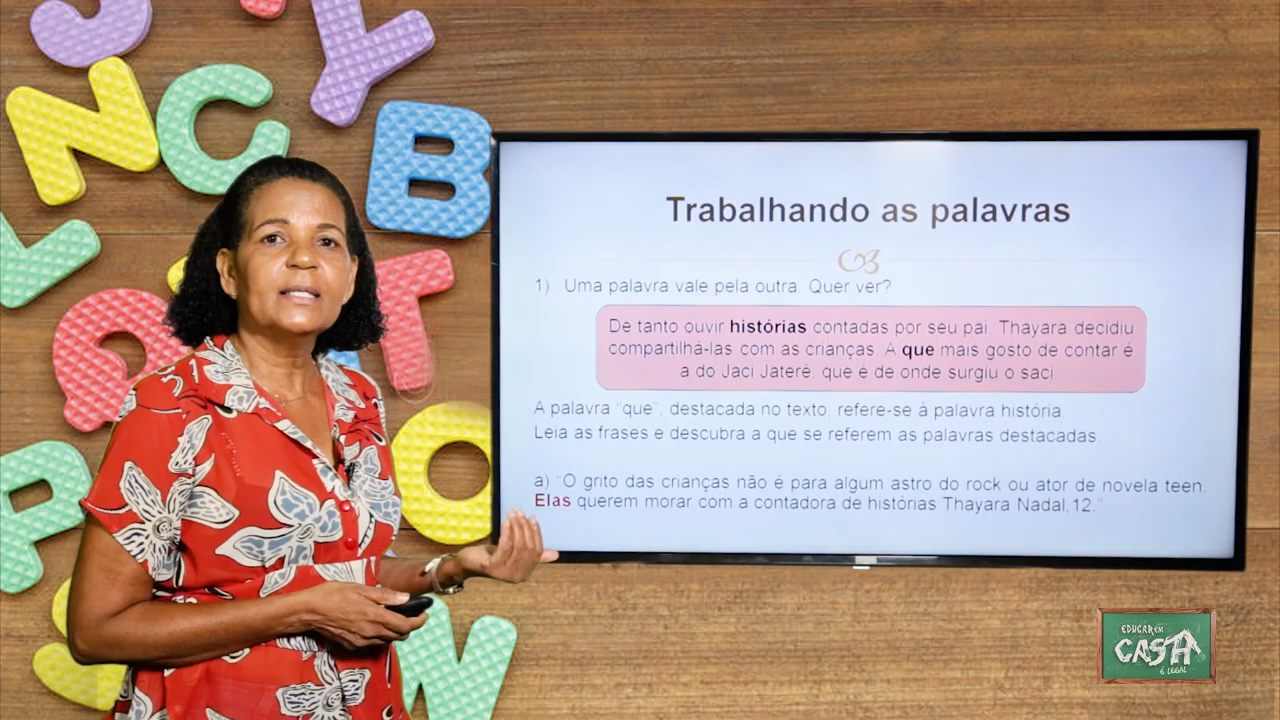 Trabalhando as palavras
1) Uma palavra vale pela outra. Quer ver?
De tanto ouvir histórias contadas por seu pai, Thayara decidiu
compartilhá-las com as crianças. A que mais gosto de contar é
a do Jaci Jaterê, que é de onde surgiu o saci.
A palavra "que", destacada no texto, refere-se à palavra história.
Leia as frases e descubra a que se referem as palavras destacadas.
a) "O grito das crianças não é para algum astro do rock ou ator de novela teen.
Elas querem morar com a contadora de histórias Thayara Nadal, 12."
EDUCAR EM
CASA
É LEGAL